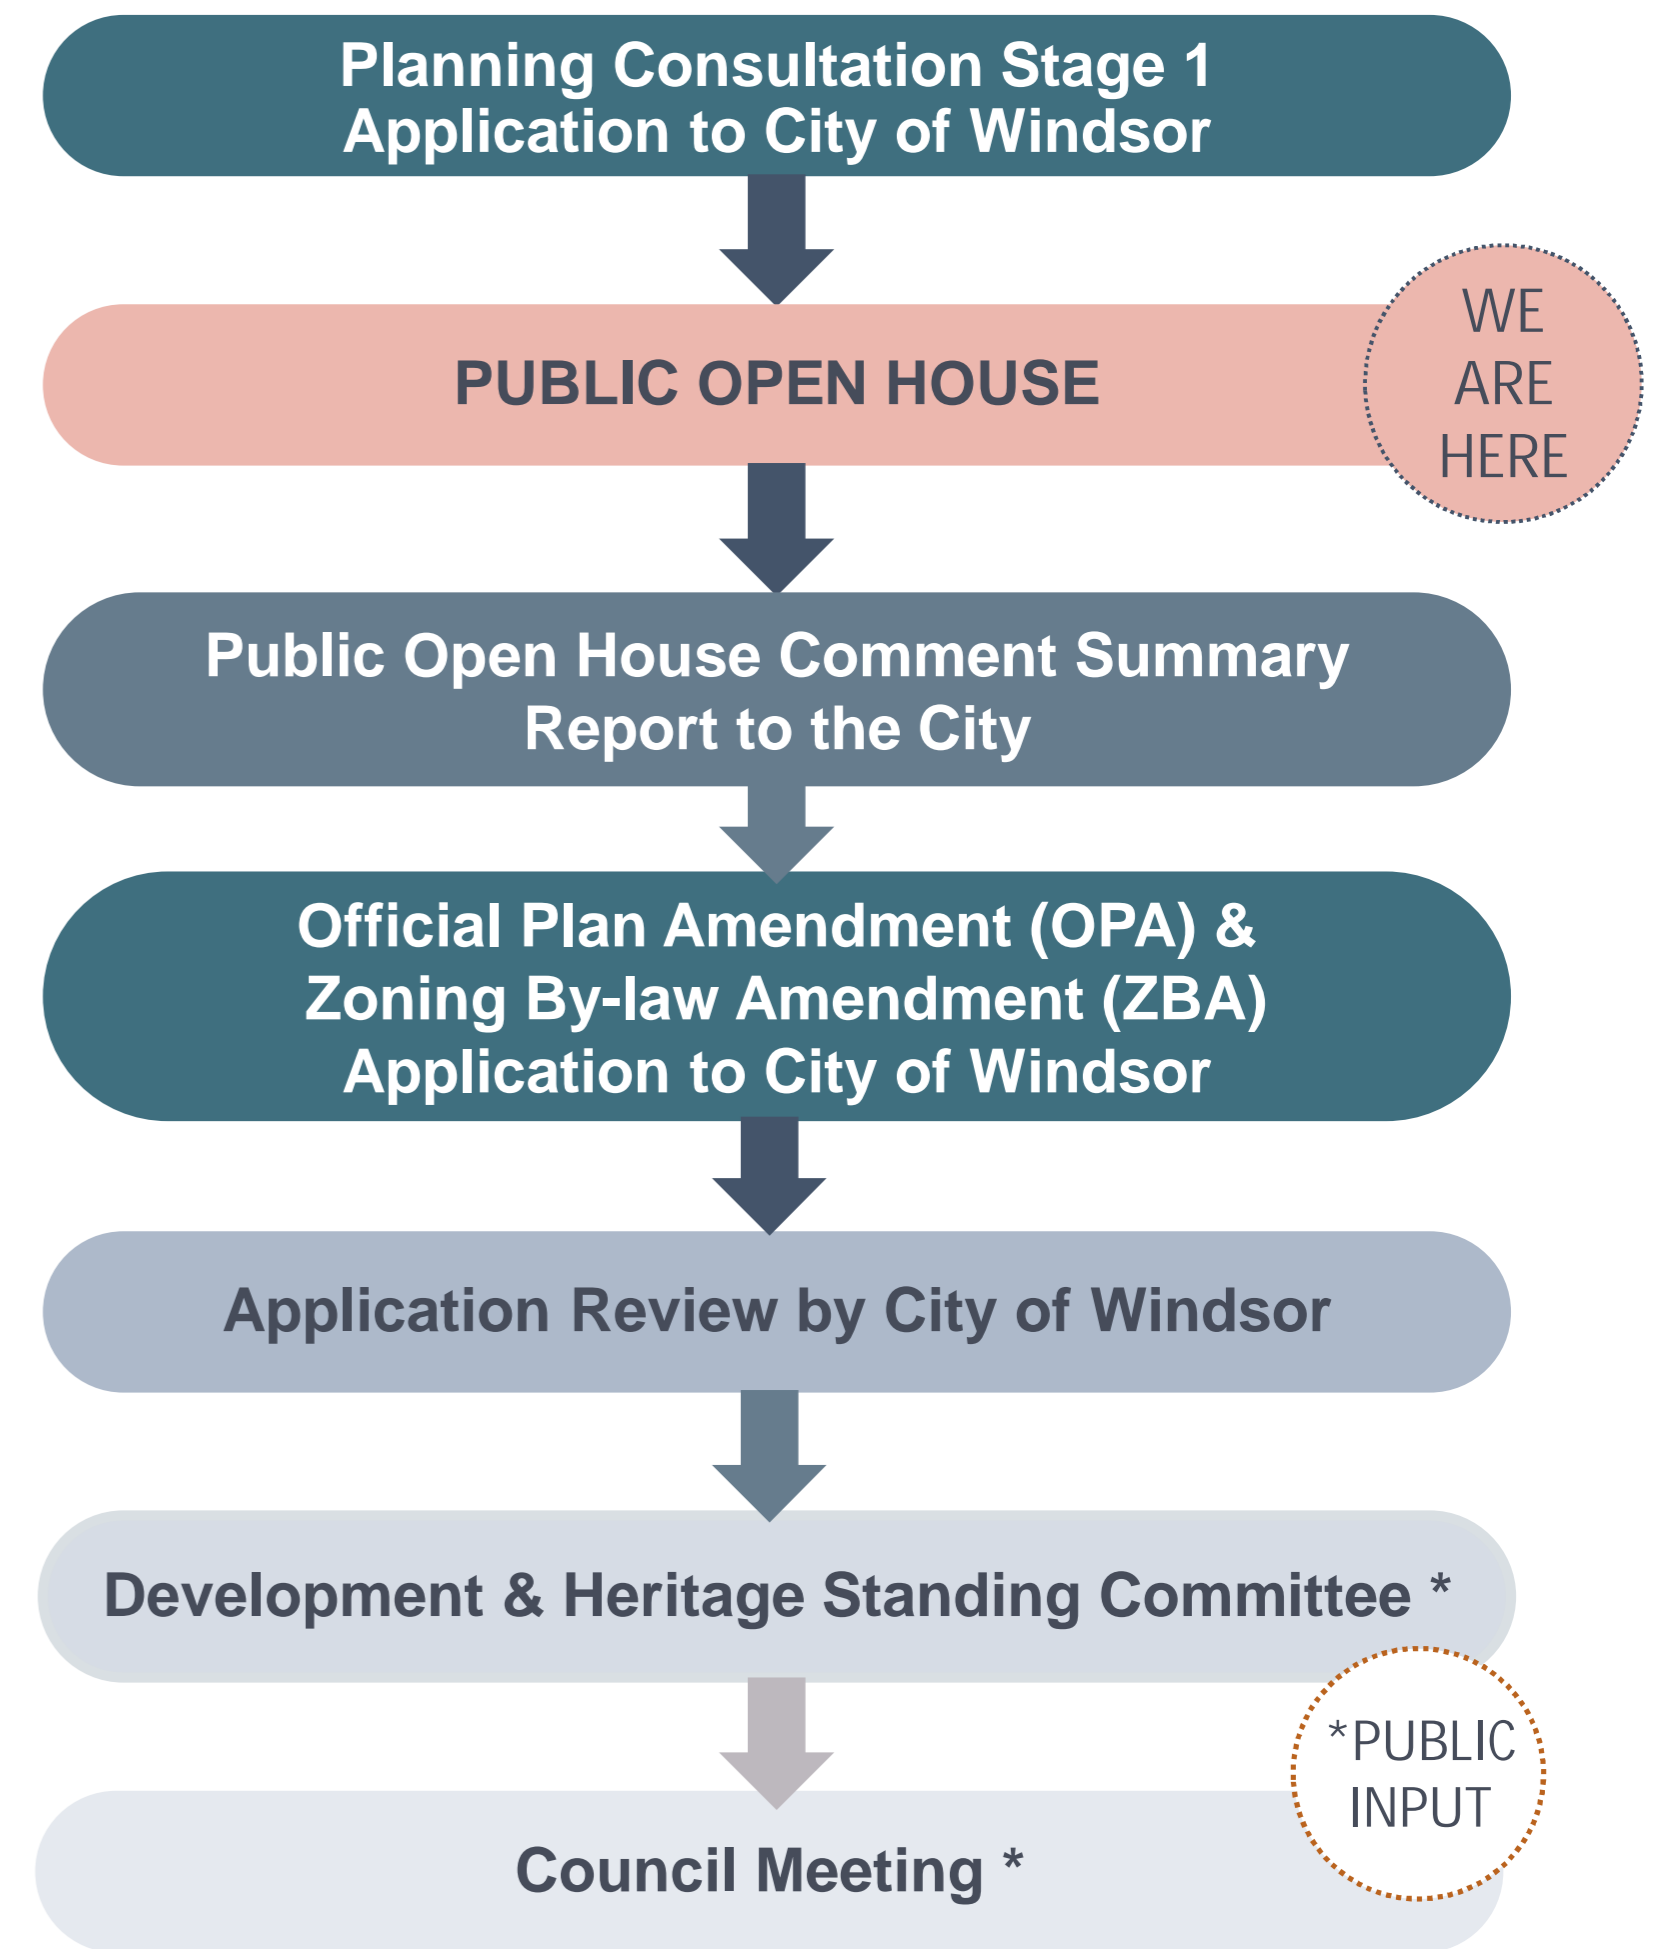 Planning Consultation Stage 1
Application to City of Windsor
PUBLIC OPEN HOUSE
WE
ARE
HERE
Public Open House Comment Summary
Report to the City
Official Plan Amendment (OPA) &
Zoning By-law Amendment (ZBA)
Application to City of Windsor
Application Review by City of Windsor
Development & Heritage Standing Committee *
*PUBLIC
INPUT
Council Meeting *